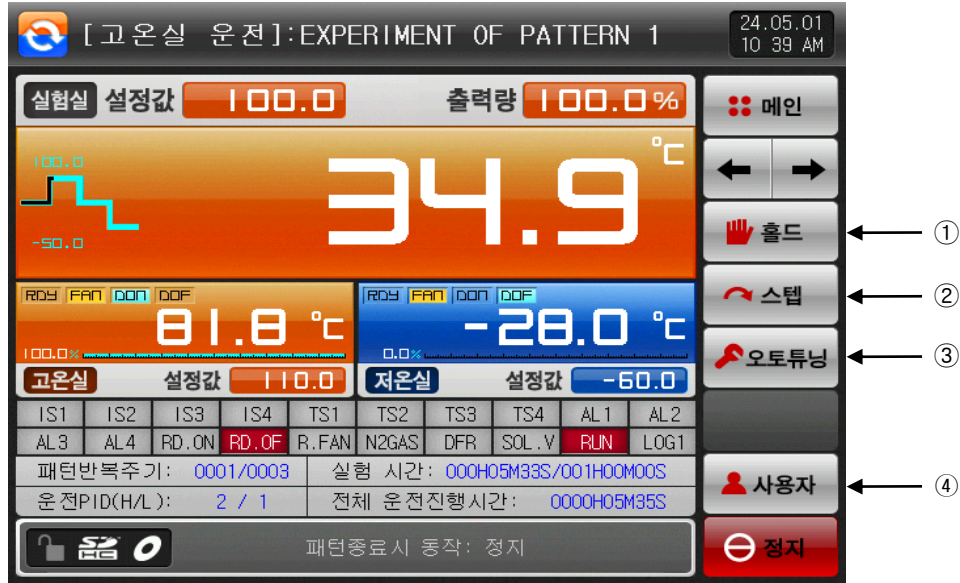 [고온실 운전]:EXPERIMENT OF PATTERN 1
24.05.01
10 39 AM
실험실 설정값 100.0 출력량 100.0%
메인
100.0
-50.0
34.9 ℃
홀드 ①
RDY FAN DON DOF
81.8 ℃
100.0%
RDY FAN DON DOF
-28.0 ℃
0.0%
스텝 ②
오토튜닝 ③
고온실 설정값 110.0
저온실 설정값 -60.0
IS1 IS2 IS3 IS4 TS1 TS2 TS3 TS4 AL1 AL2
AL3 AL4 RD.ON RD.OF R.FAN N2GAS DFR SOL.V RUN LOG1
패턴반복주기: 0001/0003 실험 시간: 000H05M33S/001H00M00S
운전PID(H/L): 2 / 1 전체 운전진행시간: 0000H05M35S
사용자 ④
패턴종료시 동작: 정지
정지